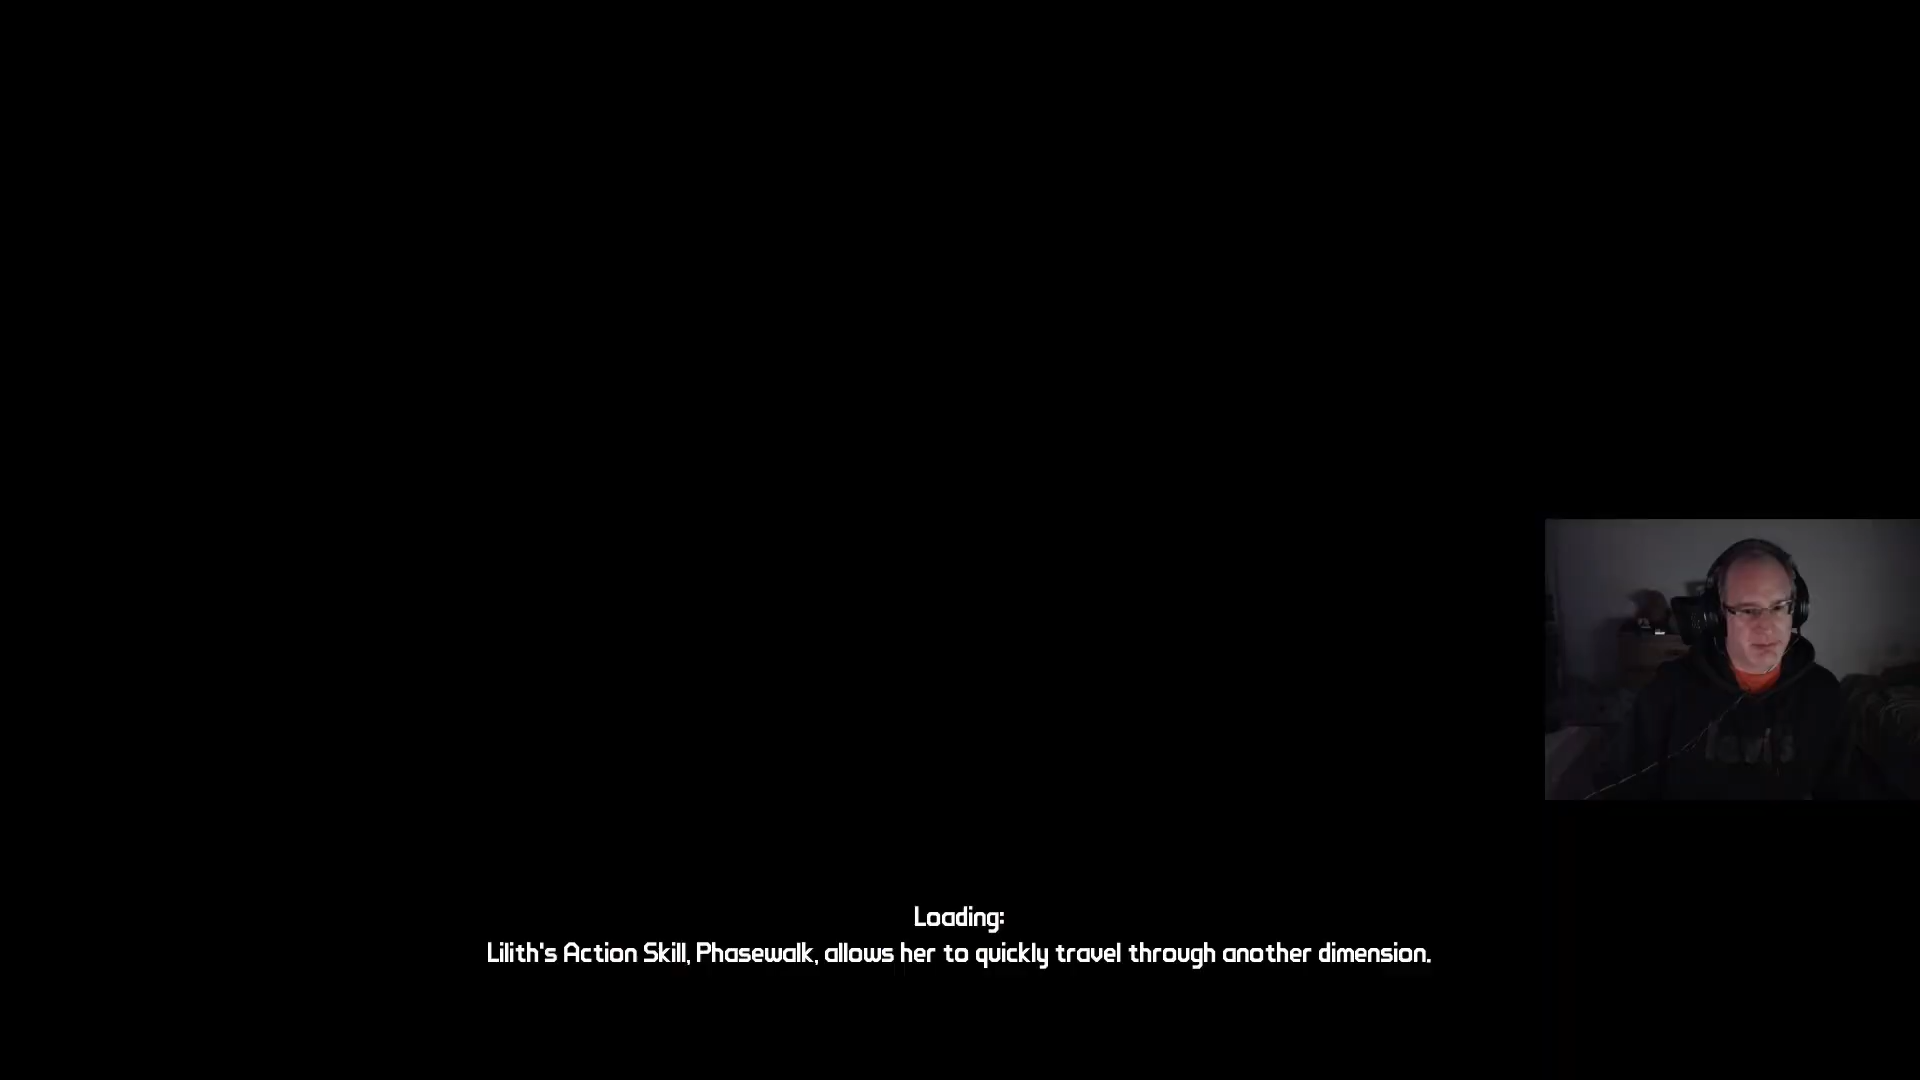 Loading:
Lilith's Action Skill, Phasewalk, allows her to quickly travel through another dimension.